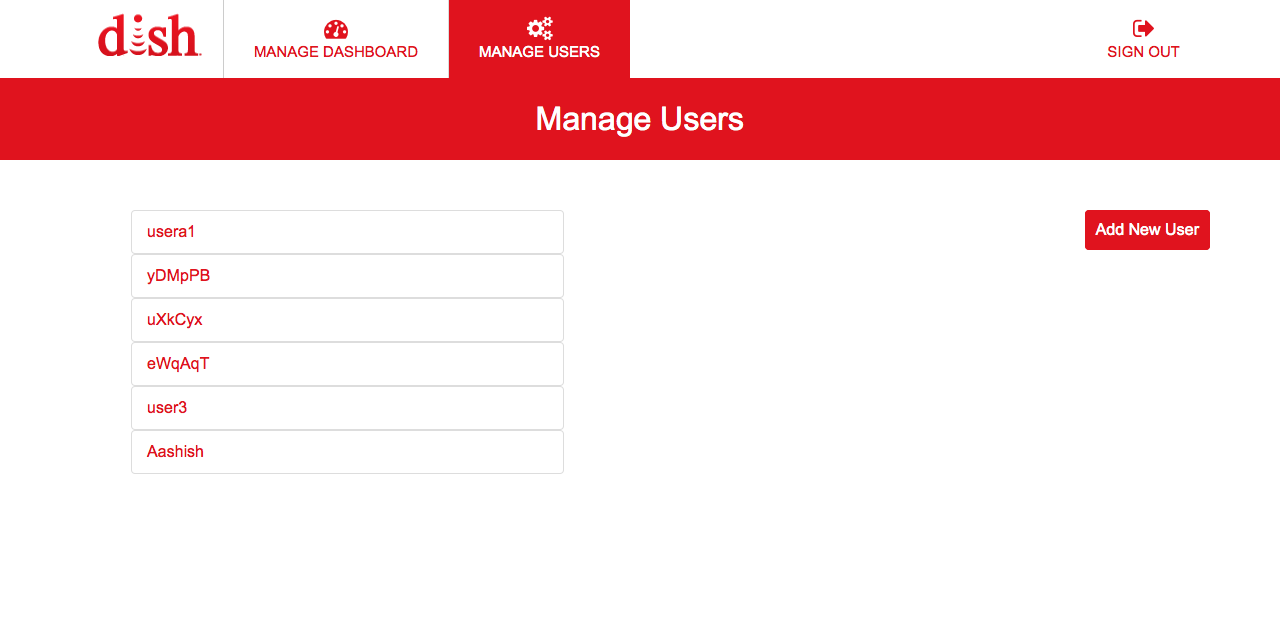 dish
MANAGE DASHBOARD
MANAGE USERS
SIGN OUT
Manage Users
usera1
Add New User
yDMpPB
uXkCyx
eWqAqT
user3
Aashish